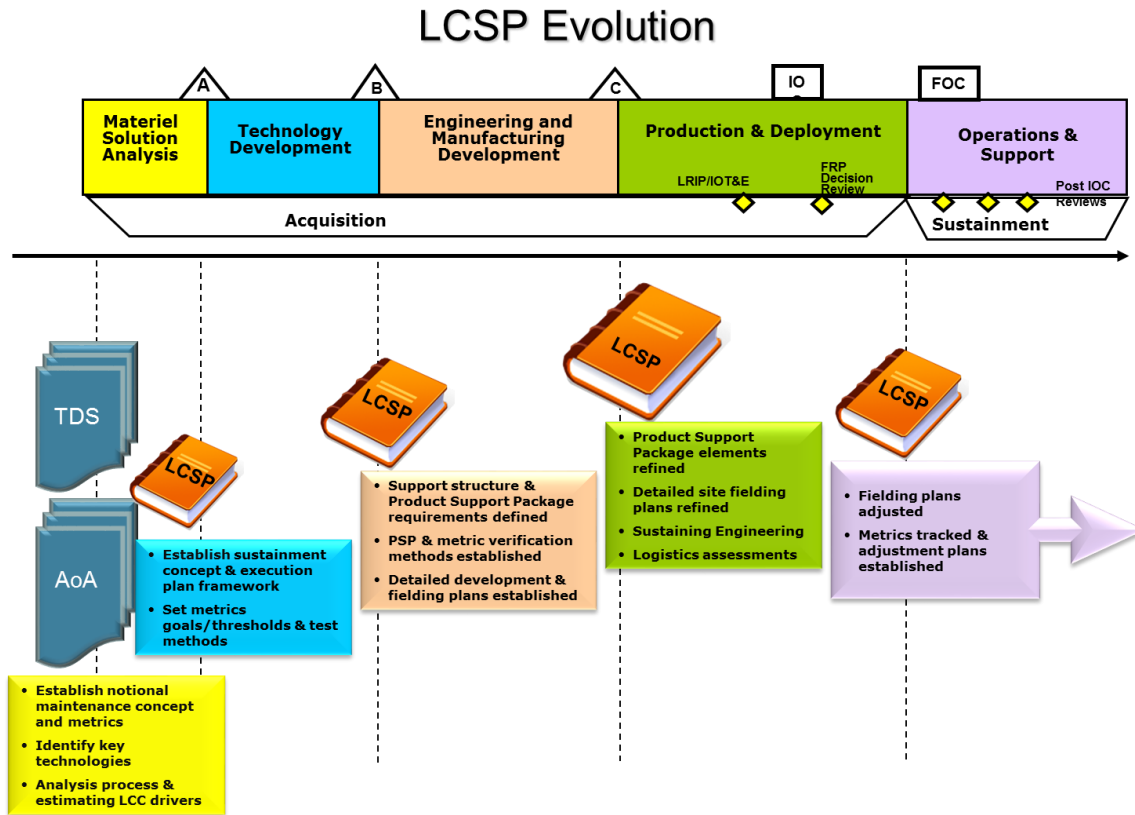 LCSP Evolution
A
B
C
IO
FOC
Materiel
Solution
Analysis
Technology
Development
Engineering and
Manufacturing
Development
Production & Deployment
LRIP/IOT&E
FRP
Decision
Review
Operations &
Support
Post IOC
Reviews
Acquisition
Sustainment
TDS
AoA
LCSP
LCSP
LCSP
LCSP
• Establish notional
maintenance concept
and metrics
• Identify key
technologies
• Analysis process &
estimating LCC drivers
• Establish sustainment
concept & execution
plan framework
• Set metrics
goals/thresholds & test
methods
• Support structure &
Product Support Package
requirements defined
• PSP & metric verification
methods established
• Detailed development &
fielding plans established
• Product Support
Package elements
refined
• Detailed site fielding
plans refined
• Sustaining Engineering
• Logistics assessments
• Fielding plans
adjusted
• Metrics tracked &
adjustment plans
established